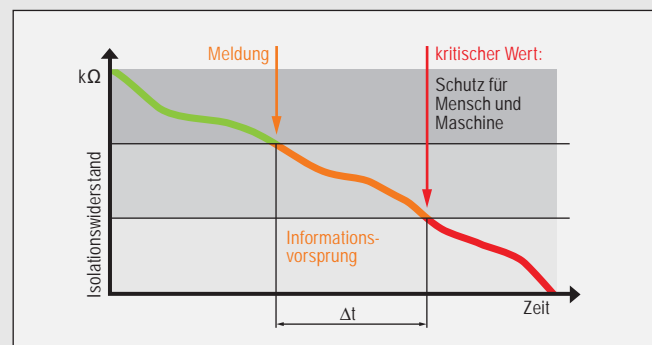 Meldung
kritischer Wert:
kΩ
Schutz für
Mensch und
Maschine
Isolationswiderstand
Informations-
vorsprung
Zeit
Δt